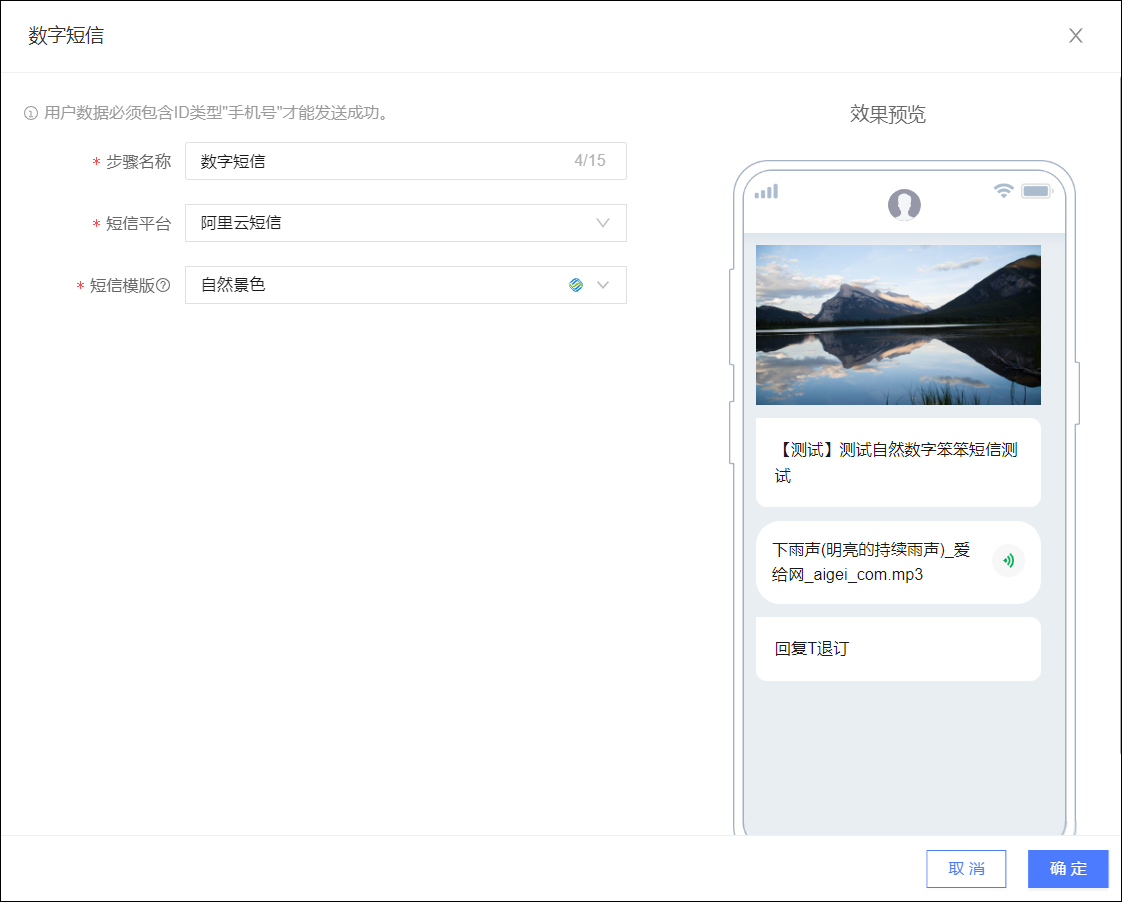 数字短信
用户数据必须包含ID类型"手机号"才能发送成功。
* 步骤名称 数字短信 4/15
* 短信平台 阿里云短信
* 短信模版 自然景色
效果预览
【测试】测试自然数字笨笨短信测
试
下雨声(明亮的持续雨声)_爱
给网_aigei_com.mp3
回复T退订
取 消 确 定